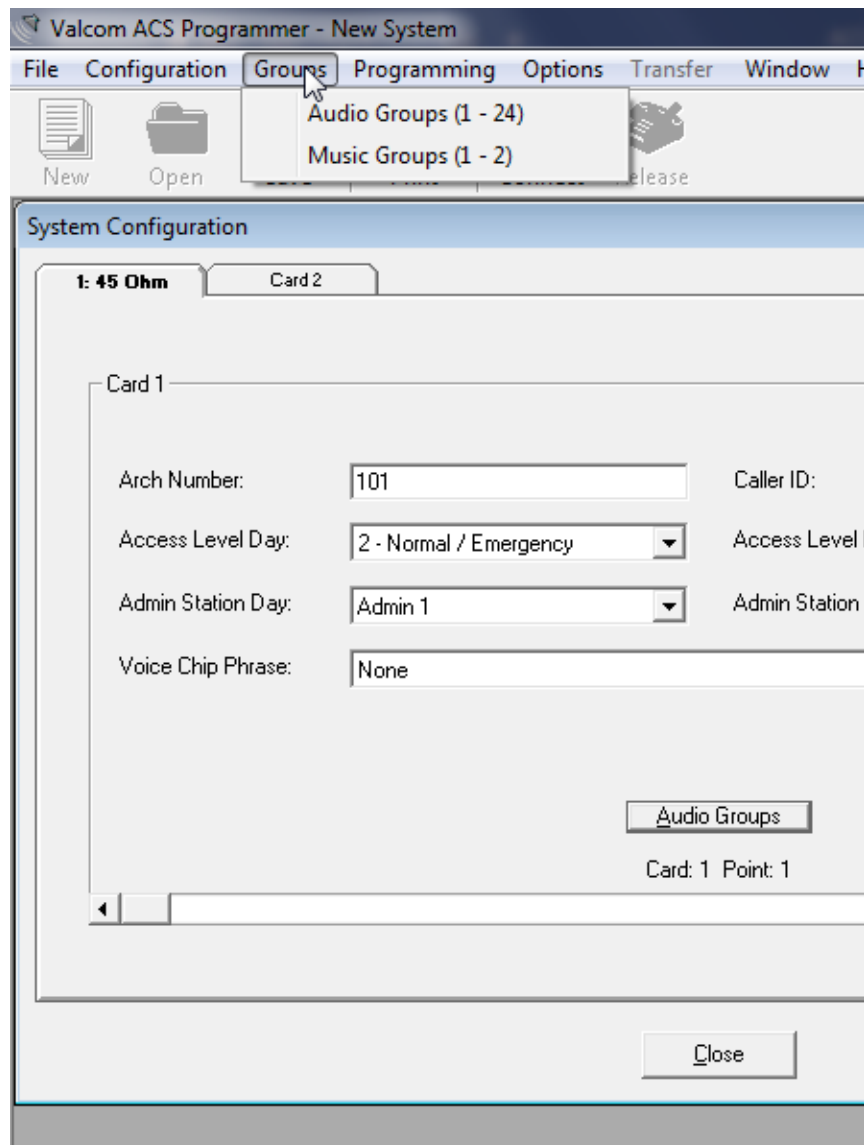 Valcom ACS Programmer - New System
File Configuration Groups Programming Options Transfer Window
Audio Groups (1 - 24)
Music Groups (1 - 2)
New Open
System Configuration
1: 45 Ohm Card 2
Card 1
Arch Number: 101 Caller ID:
Access Level Day: 2 - Normal / Emergency Access Level
Admin Station Day: Admin 1 Admin Station
Voice Chip Phrase: None
Audio Groups
Card: 1 Point: 1
Close